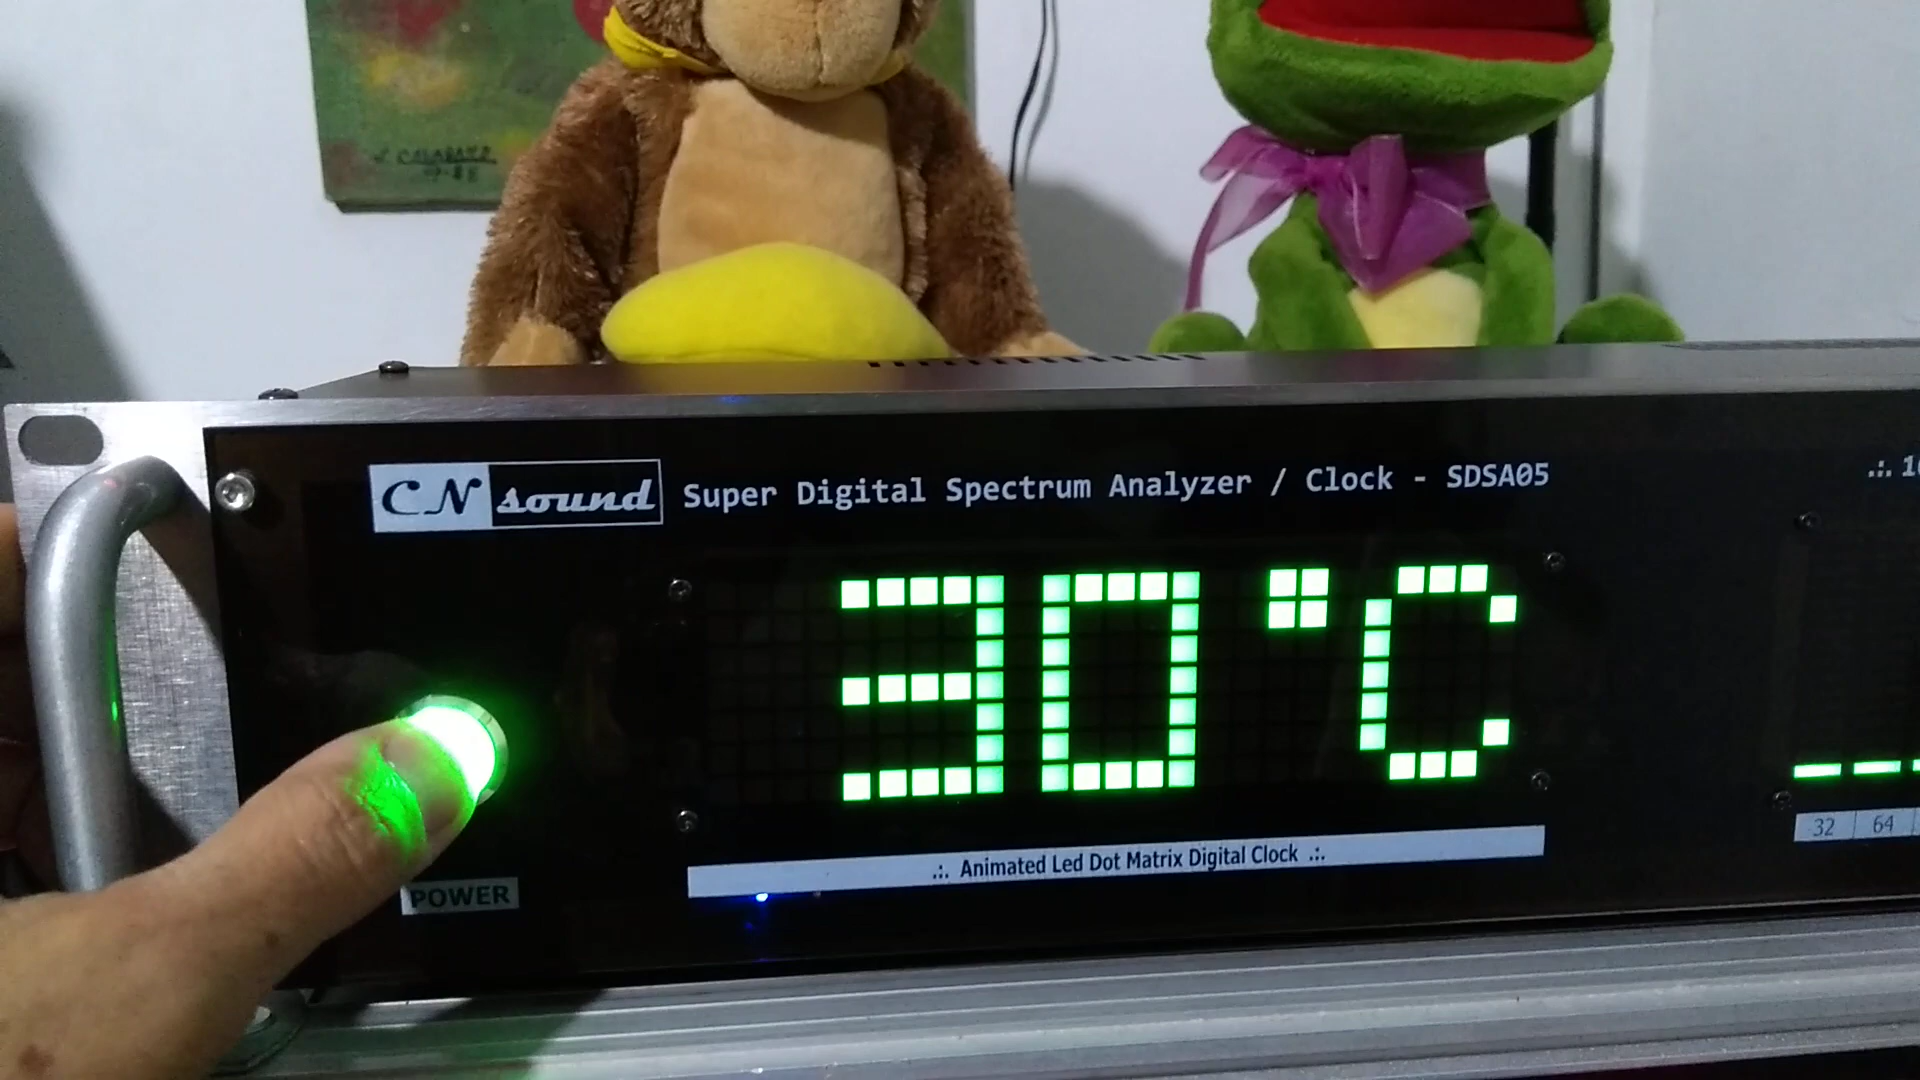 CN sound Super Digital Spectrum Analyzer / Clock - SDSA05
30°C
32 64
.:. Animated Led Dot Matrix Digital Clock .:.
POWER